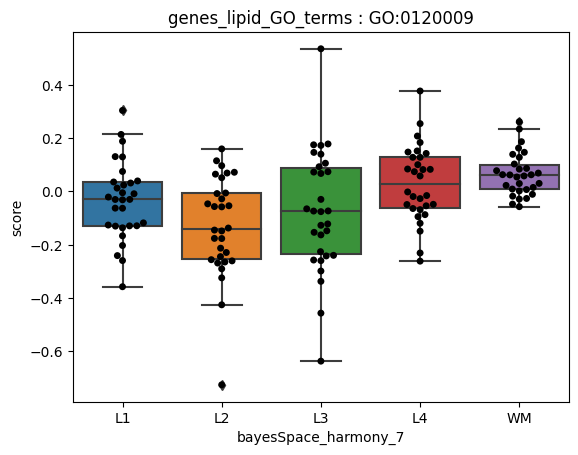 genes_lipid_GO_terms : GO:0120009
score
0.4
0.2
0.0
−0.2
−0.4
−0.6
L1 L2 L3 L4 WM
bayesSpace_harmony_7